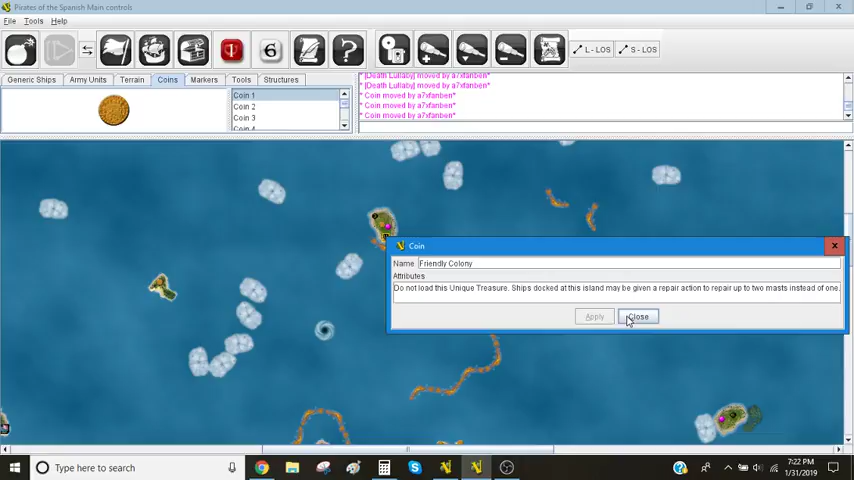 Pirates of the Spanish Main controls
File Tools Help
L - LOS S - LOS
Generic Ships Army Units Terrain Coins Markers Tools Structures
Coin 1
Coin 2
Coin 3
Coin 4
* [Death Lullaby] moved by a7xfanben*
* [Death Lullaby] moved by a7xfanben*
* Coin moved by a7xfanben*
* Coin moved by a7xfanben*
* Coin moved by a7xfanben*
Coin
Name Friendly Colony
Attributes
Do not load this Unique Treasure. Ships docked at this island may be given a repair action to repair up to two masts instead of one.
Apply Close
Type here to search
7:22 PM
1/31/2019